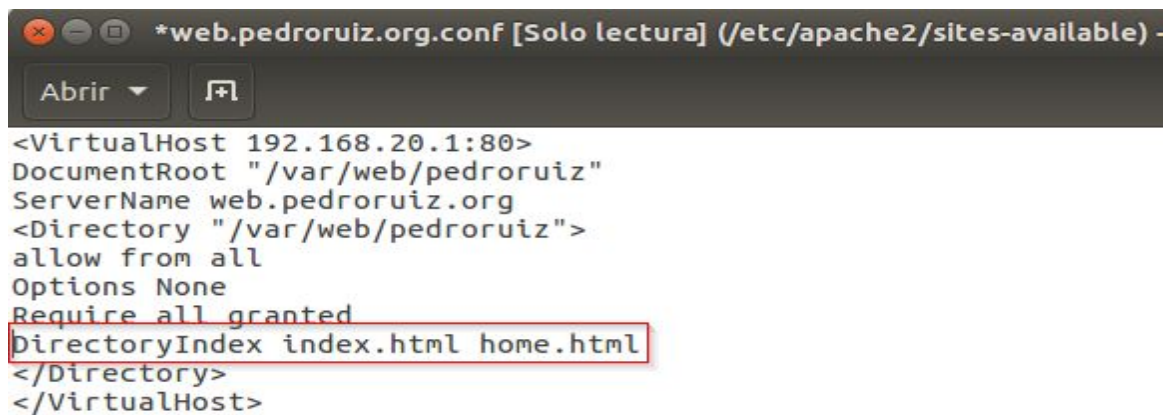 *web.pedroruiz.org.conf [Solo lectura] (/etc/apache2/sites-available) -
Abrir
<VirtualHost 192.168.20.1:80>
DocumentRoot "/var/web/pedroruiz"
ServerName web.pedroruiz.org
<Directory "/var/web/pedroruiz">
allow from all
Options None
Require all granted
DirectoryIndex index.html home.html
</Directory>
</VirtualHost>